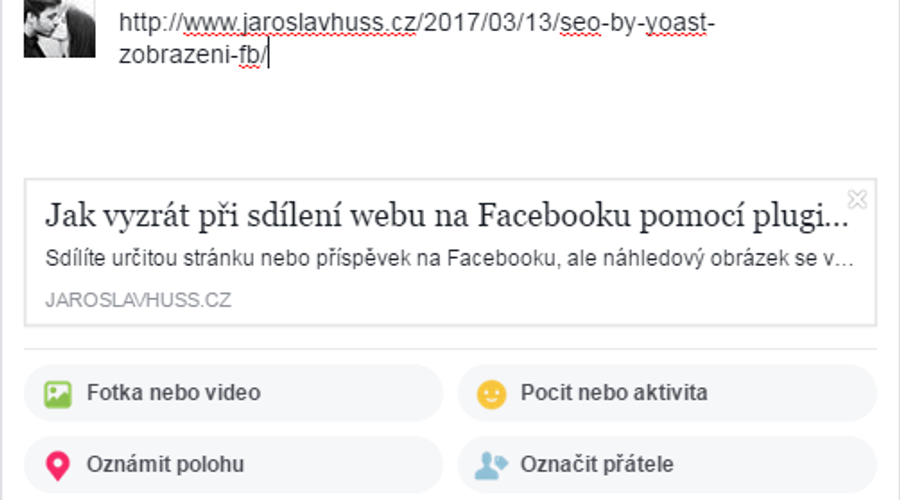 http://www.jaroslavhuss.cz/2017/03/13/seo-by-yoast-
zobrazeni-fb/
Jak vyzrát při sdílení webu na Facebooku pomocí plugi...
Sdílíte určitou stránku nebo příspěvek na Facebooku, ale náhledový obrázek se v...
JAROSLAVHUSS.CZ
Fotka nebo video
Pocit nebo aktivita
Oznámit polohu
Označit přátele